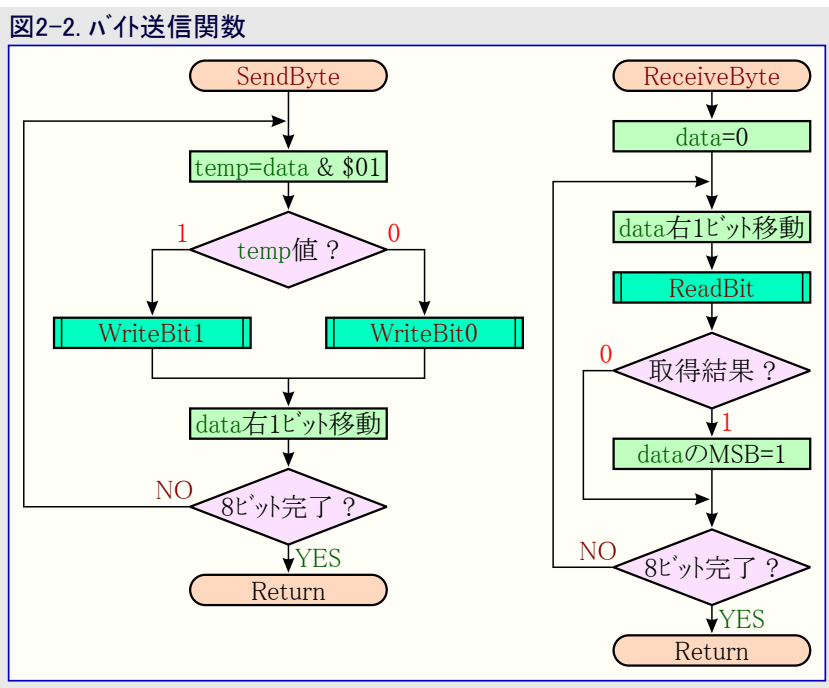 図2-2. バイト送信関数
SendByte
temp=data & $01
temp値 ?
1
0
WriteBit1
WriteBit0
data右1ビット移動
8ビット完了 ?
NO
YES
Return
ReceiveByte
data=0
data右1ビット移動
ReadBit
取得結果 ?
0
1
dataのMSB=1
8ビット完了 ?
NO
YES
Return